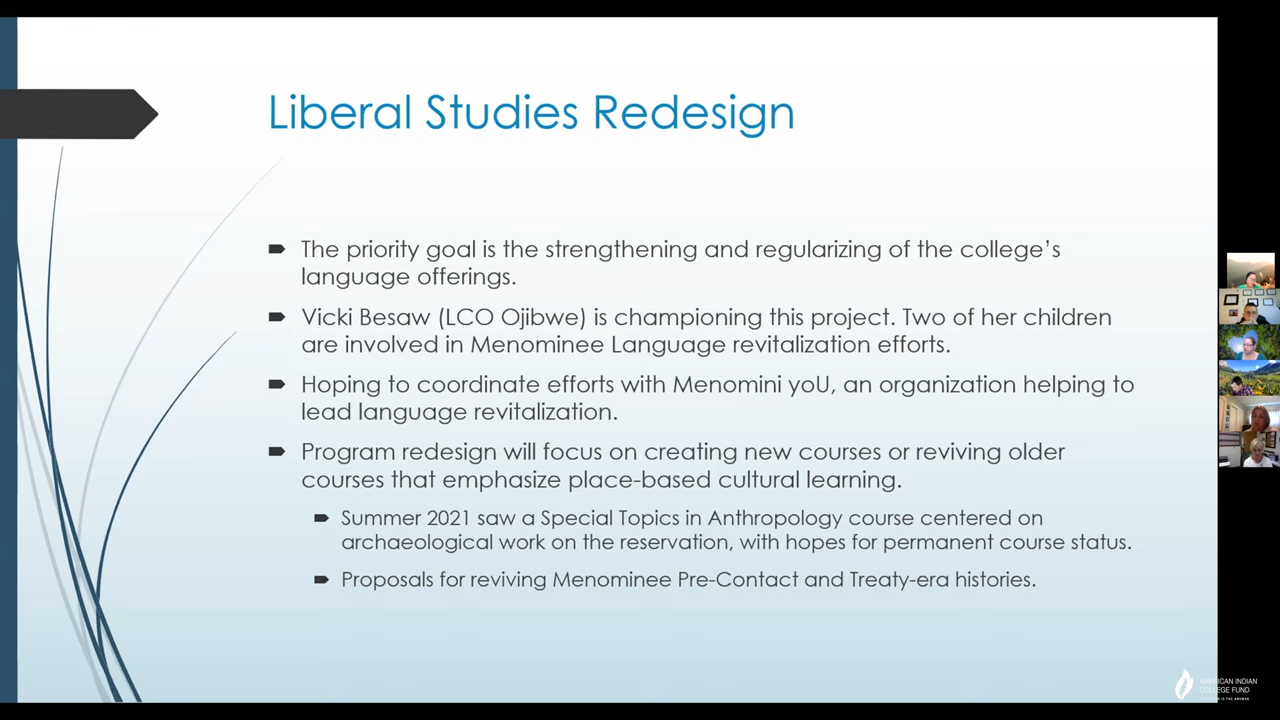 Liberal Studies Redesign
The priority goal is the strengthening and regularizing of the college’s
language offerings.
Vicki Besaw (LCO Ojibwe) is championing this project. Two of her children
are involved in Menominee Language revitalization efforts.
Hoping to coordinate efforts with Menomini yoU, an organization helping to
lead language revitalization.
Program redesign will focus on creating new courses or reviving older
courses that emphasize place-based cultural learning.
Summer 2021 saw a Special Topics in Anthropology course centered on
archaeological work on the reservation, with hopes for permanent course status.
Proposals for reviving Menominee Pre-Contact and Treaty-era histories.
AMERICAN INDIAN
COLLEGE FUND
EDUCATION IS THE ANSWER